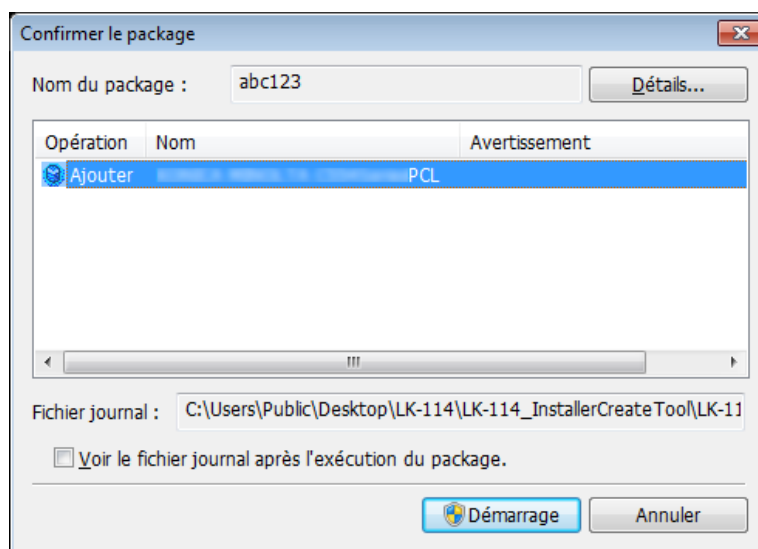 Confirmer le package
Nom du package : abc123 Détails...
Opération Nom Avertissement
Ajouter PCL
Fichier journal : C:\Users\Public\Desktop\LK-114\LK-114_InstallerCreateTool\LK-11
Voir le fichier journal après l'exécution du package.
Démarrage Annuler